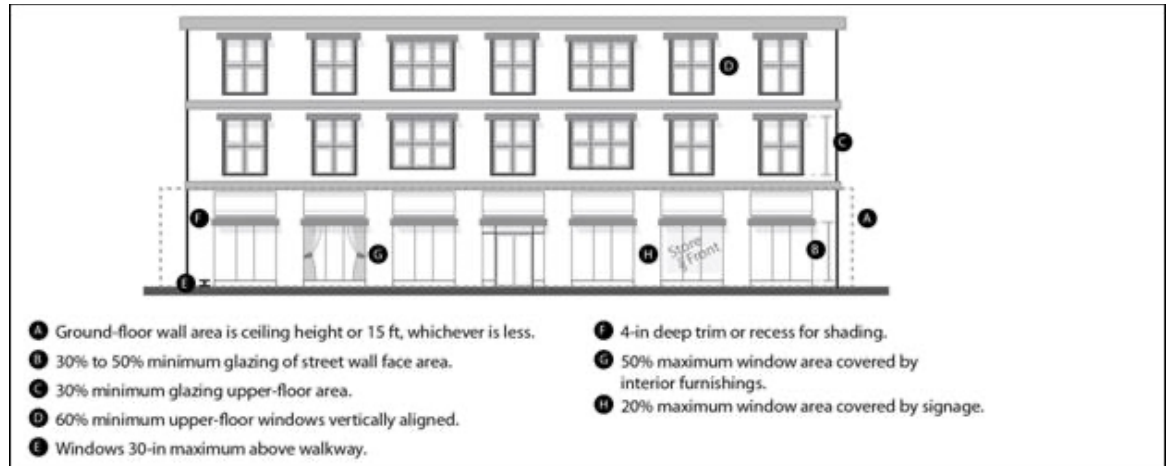 D
C
F
A
B
G
H
Store
Front
E
A Ground-floor wall area is ceiling height or 15 ft, whichever is less.
B 30% to 50% minimum glazing of street wall face area.
C 30% minimum glazing upper-floor area.
D 60% minimum upper-floor windows vertically aligned.
E Windows 30-in maximum above walkway.
F 4-in deep trim or recess for shading.
G 50% maximum window area covered by
interior furnishings.
H 20% maximum window area covered by signage.